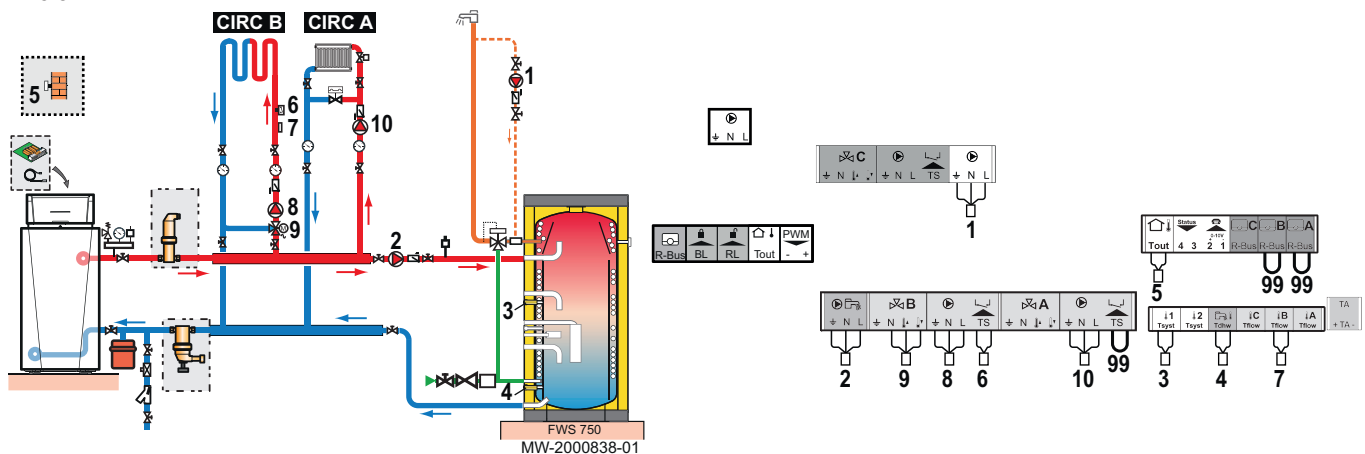 CIRC B CIRC A
1
5
6
7
10
8
9
2
3
4
FWS 750
MW-2000838-01
N L
C
N TS N L N L
1
R-Bus BL RL Tout PWM
- +
B A
N L N N L TS N N L TS
2 9 8 6 10 99
Status C B A
0-10V
+ -
Tout 4 3 2 1 R-Bus R-Bus R-Bus
5 99 99
1 2 C B A
Tsyst Tsyst Tdhw Tflow Tflow Tflow
3 4 7
TA
+ TA -